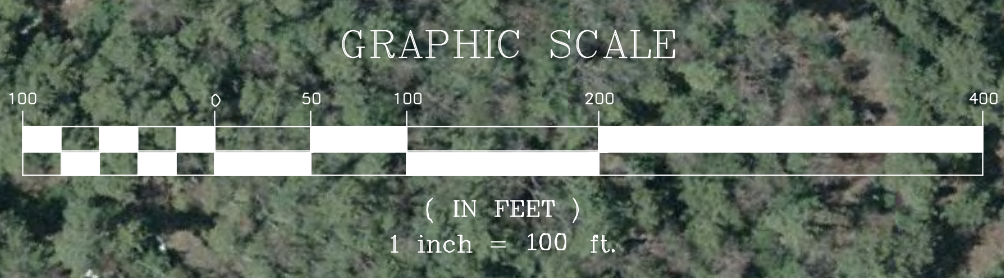 GRAPHIC SCALE
100 0 50 100 200 400
( IN FEET )
1 inch = 100 ft.